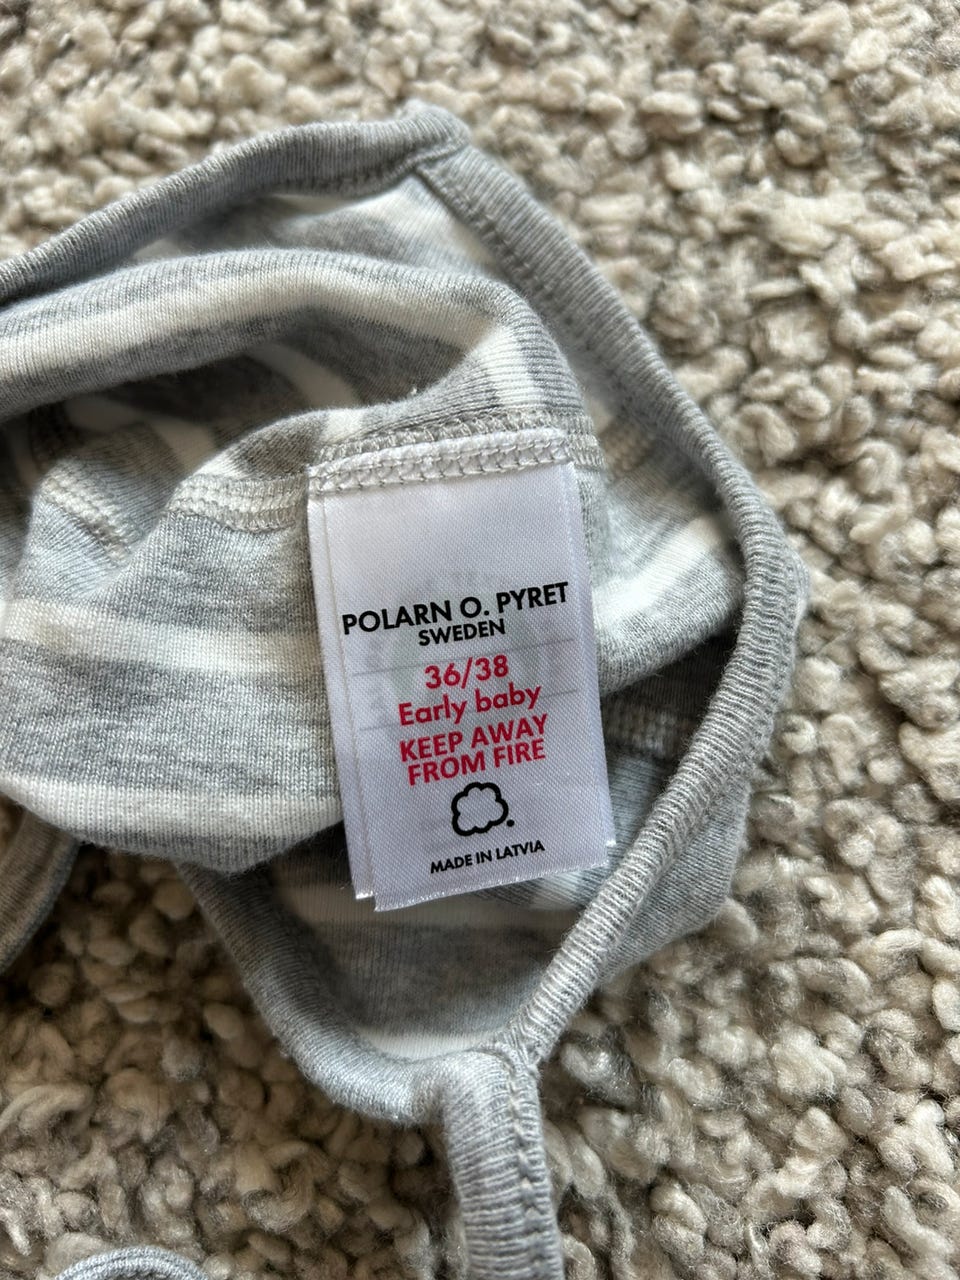 POLARN O. PYRET
SWEDEN
36/38
Early baby
KEEP AWAY
FROM FIRE
MADE IN LATVIA